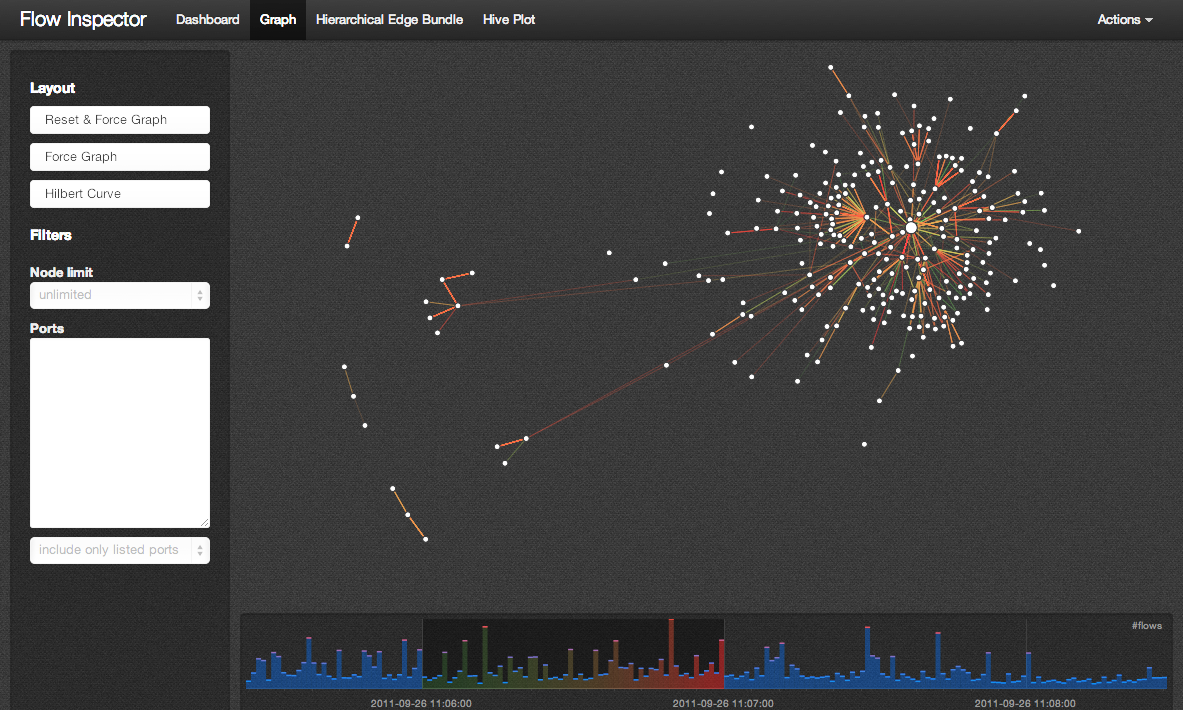 Flow Inspector Dashboard Graph Hierarchical Edge Bundle Hive Plot Actions
Layout
Reset & Force Graph
Force Graph
Hilbert Curve
Filters
Node limit
unlimited
Ports
include only listed ports
#flows
2011-09-26 11:06:00 2011-09-26 11:07:00 2011-09-26 11:08:00